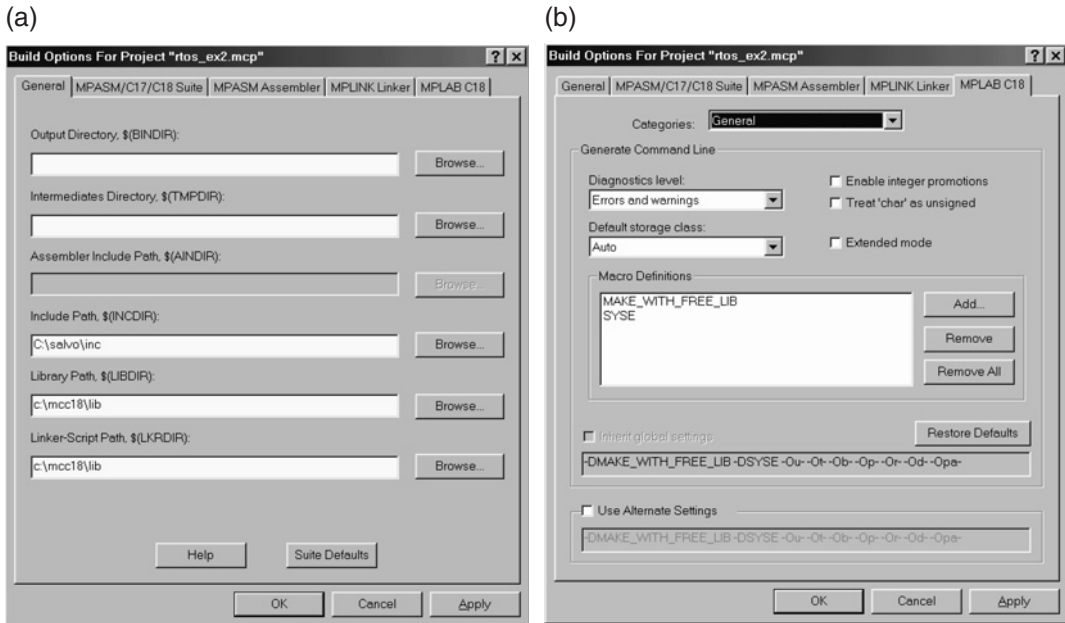 (a)
Build Options For Project "rtos_ex2.mcp"
General MPASM/C17/C18 Suite MPASM Assembler MPLINK Linker MPLAB C18
Output Directory, $(BINDIR):
Browse...
Intermediates Directory, $(TMPDIR):
Browse...
Assembler Include Path, $(AINDIR):
Browse...
Include Path, $(INCDIR):
C:\salvo\inc
Browse...
Library Path, $(LIBDIR):
c:\mcc18\lib
Browse...
Linker-Script Path, $(LKRDIR):
c:\mcc18\lib
Browse...
Help Suite Defaults
OK Cancel Apply
(b)
Build Options For Project "rtos_ex2.mcp"
General MPASM/C17/C18 Suite MPASM Assembler MPLINK Linker MPLAB C18
Categories: General
Generate Command Line
Diagnostics level:
Errors and warnings
Enable integer promotions
Treat 'char' as unsigned
Default storage class:
Auto
Extended mode
Macro Definitions
MAKE_WITH_FREE_LIB
SYSE
Add...
Remove
Remove All
Inherit global settings
Restore Defaults
-DMAKE_WITH_FREE_LIB -DSYSE -Ou- -Ot- -Ob- -Op- -Or- -Od- -Opa-
Use Alternate Settings
-DMAKE_WITH_FREE_LIB -DSYSE -Ou- -Ot- -Ob- -Op- -Or- -Od- -Opa-
OK Cancel Apply